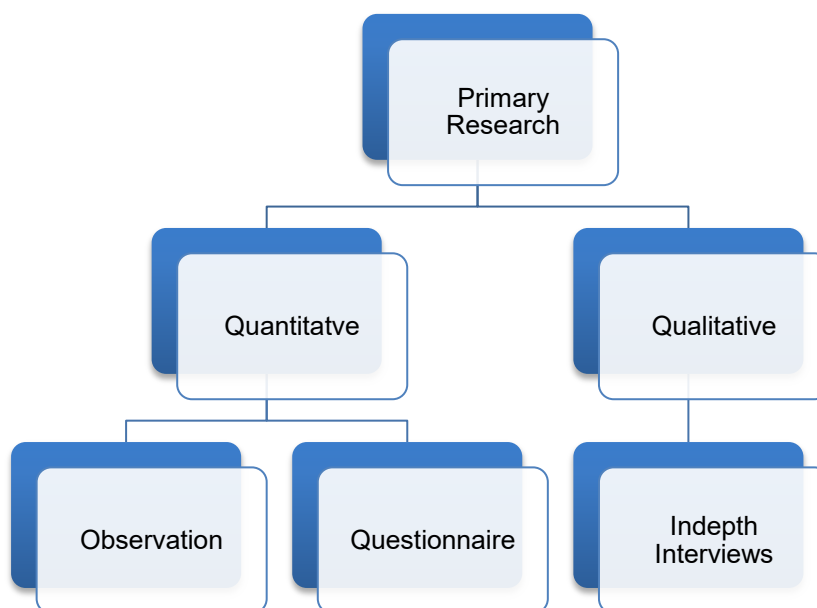 Primary
Research
Quantitatve
Qualitative
Observation
Questionnaire
Indepth
Interviews